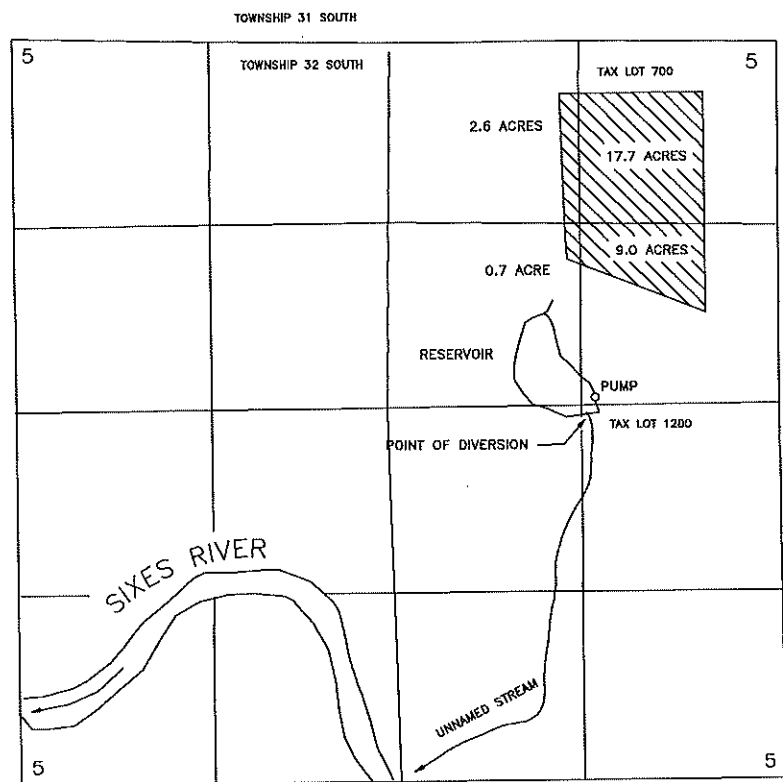 TOWNSHIP 31 SOUTH
5
5
TOWNSHIP 32 SOUTH
TAX LOT 700
2.6 ACRES
17.7 ACRES
9.0 ACRES
0.7 ACRE
RESERVOIR
PUMP
TAX LOT 1200
POINT OF DIVERSION
SIXES RIVER
UNNAMED STREAM
5
5